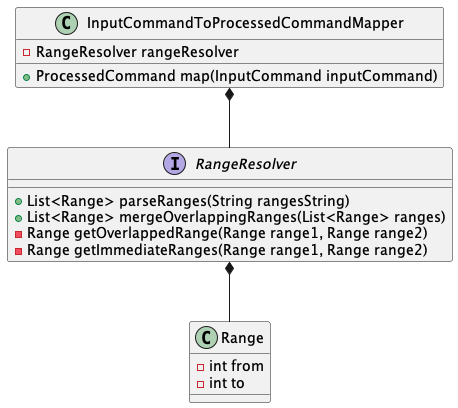 C InputCommandToProcessedCommandMapper
RangeResolver rangeResolver
ProcessedCommand map(InputCommand inputCommand)
I RangeResolver
List<Range> parseRanges(String rangesString)
List<Range> mergeOverlappingRanges(List<Range> ranges)
Range getOverlappedRange(Range range1, Range range2)
Range getImmediateRanges(Range range1, Range range2)
C Range
int from
int to